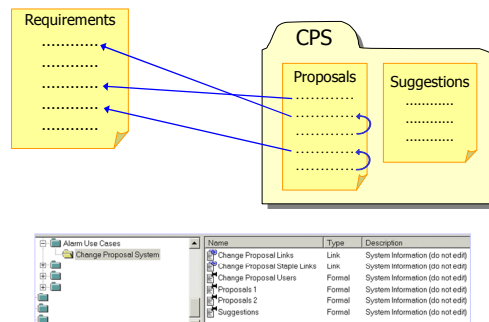 Requirements
CPS
Proposals
Suggestions
Alarm Use Cases
Change Proposal System
Name Type Description
Change Proposal Links Link System Information (do not edit)
Change Proposal Staple Links Link System Information (do not edit)
Change Proposal Users Formal System Information (do not edit)
Proposals 1 Formal System Information (do not edit)
Proposals 2 Formal System Information (do not edit)
Suggestions Formal System Information (do not edit)